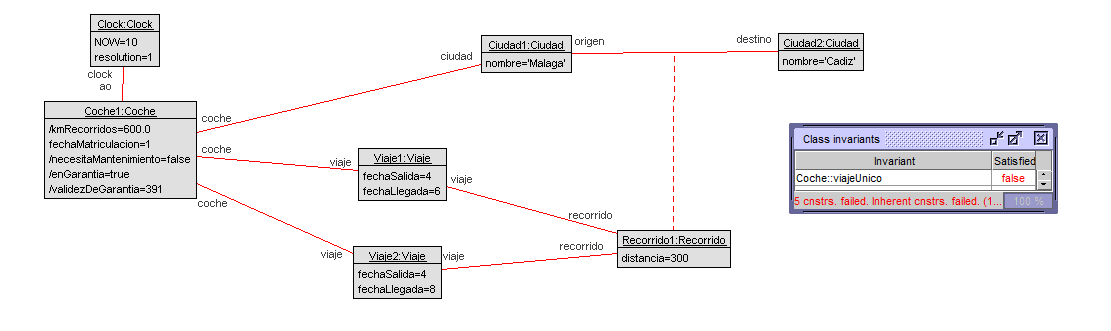 Clock:Clock
NOW=10
resolution=1
clock
ao
Coche1:Coche
/kmRecorridos=600.0
fechaMatriculacion=1
/necesitaMantenimiento=false
/enGarantia=true
/validezDeGarantia=391
coche
ciudad
coche
viaje
coche
viaje
Ciudad1:Ciudad
nombre='Malaga'
origen
destino
Ciudad2:Ciudad
nombre='Cadiz'
Viaje1:Viaje
fechaSalida=4
fechaLlegada=6
viaje
recorrido
Viaje2:Viaje
fechaSalida=4
fechaLlegada=8
viaje
recorrido
Recorrido1:Recorrido
distancia=300
Class invariants
Invariant Satisfied
Coche::viajeUnico false
5 cnstrs. failed. Inherent cnstrs. failed. (1... 100 %